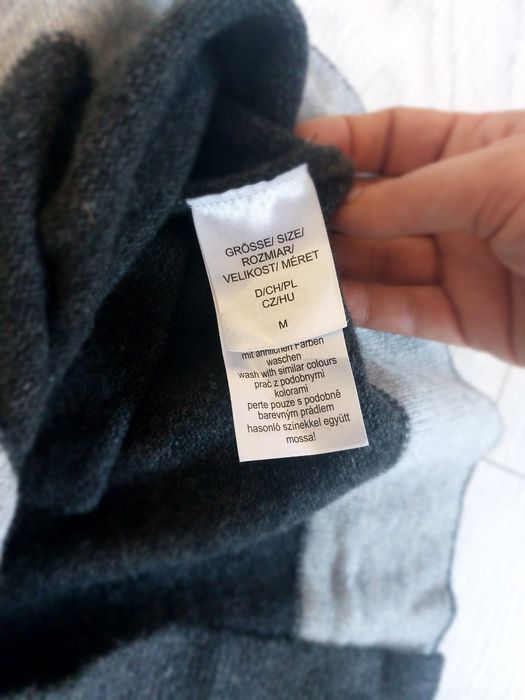 GRÖSSE/ SIZE/
ROZMIAR/
VELIKOST/ MÉRET
D/CH/PL
CZ/HU
M
mit ähnlichen Farben
waschen
wash with similar colours
prać z podobnymi
kolorami
perte pouze s podobně
barevným prádlem
hasonló szinekkel együtt
mossa!